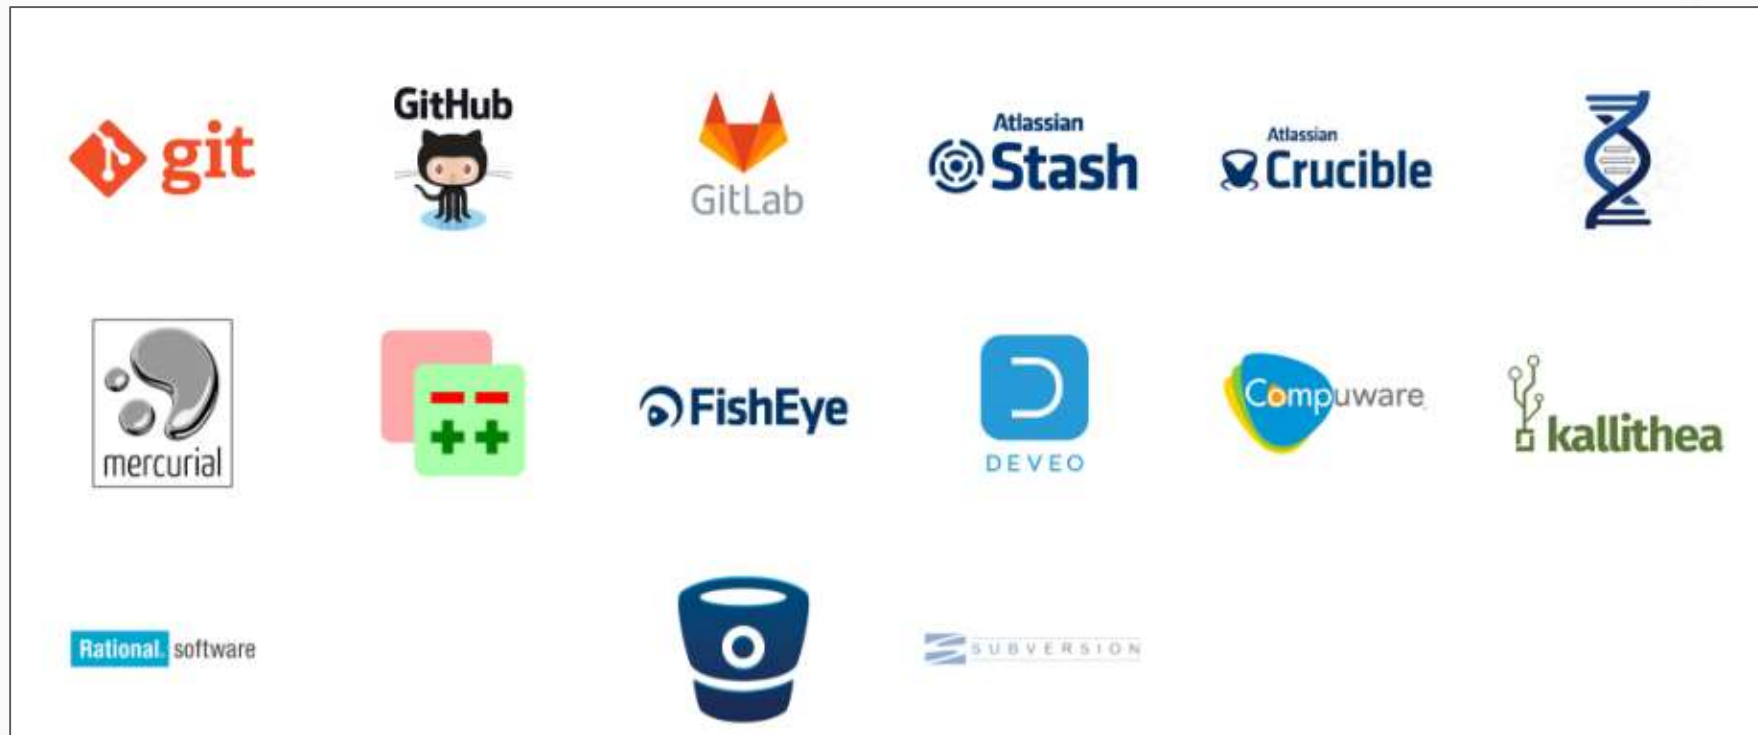 git
GitHub
GitLab
Atlassian
Stash
Atlassian
Crucible
mercurial
FishEye
DEVEO
Compuware
kallithea
Rational. software
SUBVERSION